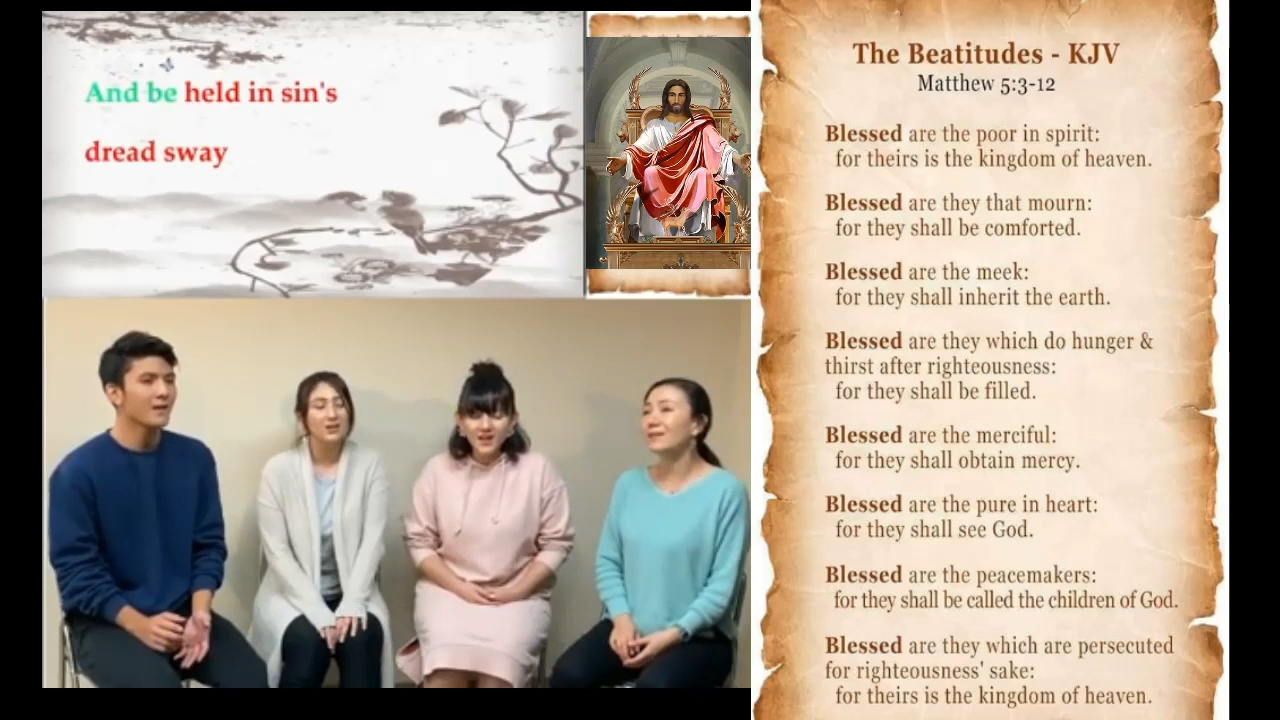 And be held in sin's
dread sway
The Beatitudes - KJV
Matthew 5:3-12
Blessed are the poor in spirit:
for theirs is the kingdom of heaven.
Blessed are they that mourn:
for they shall be comforted.
Blessed are the meek:
for they shall inherit the earth.
Blessed are they which do hunger &
thirst after righteousness:
for they shall be filled.
Blessed are the merciful:
for they shall obtain mercy.
Blessed are the pure in heart:
for they shall see God.
Blessed are the peacemakers:
for they shall be called the children of God.
Blessed are they which are persecuted
for righteousness' sake:
for theirs is the kingdom of heaven.